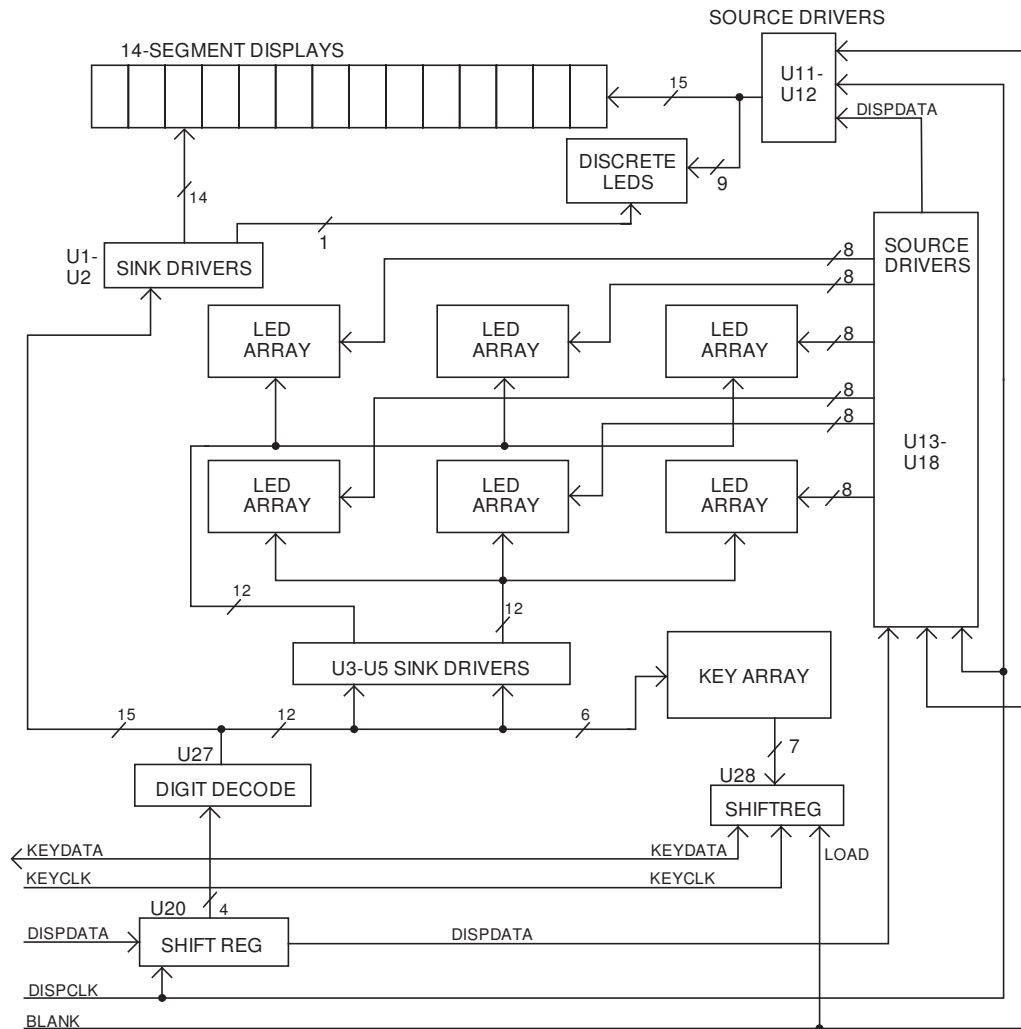 SOURCE DRIVERS
14-SEGMENT DISPLAYS
U11-
U12
15
DISPDATA
DISCRETE
LEDS
9
14
1
U1-
U2
SINK DRIVERS
SOURCE
DRIVERS
8
8
LED
ARRAY
LED
ARRAY
LED
ARRAY
8
8
8
U13-
U18
LED
ARRAY
LED
ARRAY
LED
ARRAY
8
12
12
U3-U5 SINK DRIVERS
KEY ARRAY
15
12
6
U27
7
DIGIT DECODE
U28
SHIFTREG
KEYDATA
KEYDATA
LOAD
KEYCLK
KEYCLK
U20
4
DISPDATA
SHIFT REG
DISPDATA
DISPCLK
BLANK